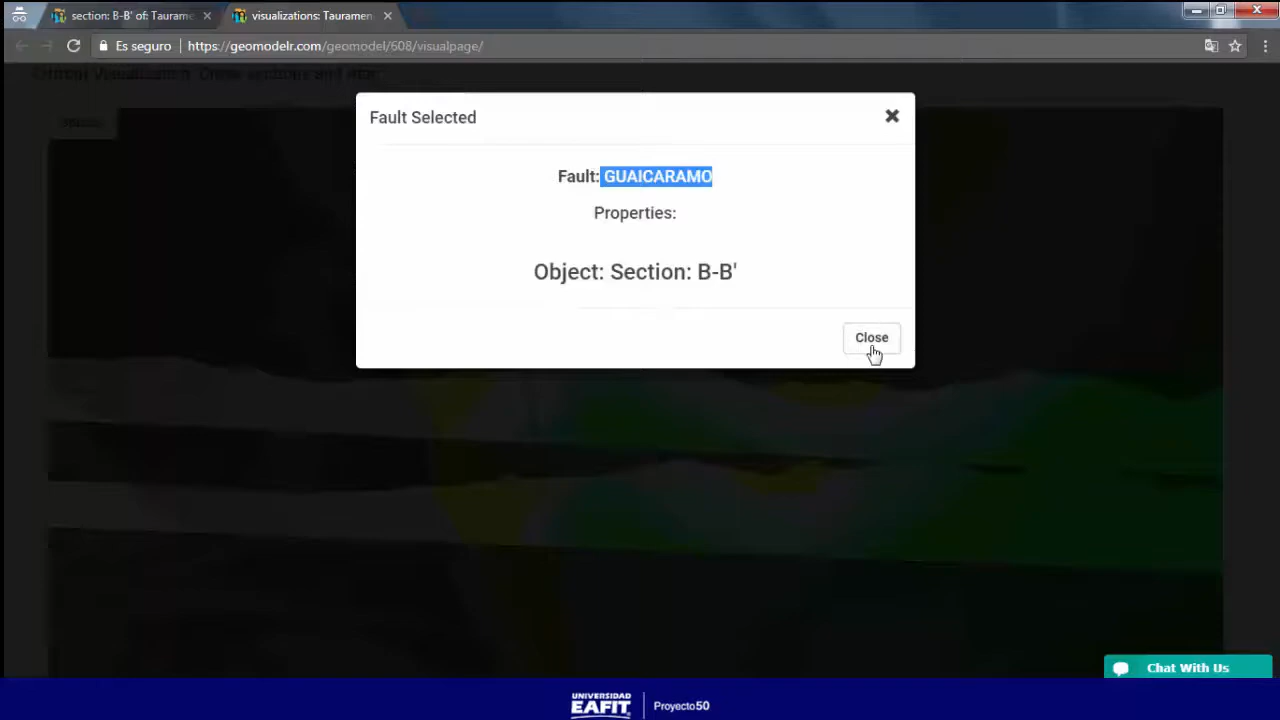 section: B-B' of: Taurame
visualizations: Tauramen
Es seguro
https://geomodelr.com/geomodel/608/visualpage/
Fault Selected
Fault: GUAICARAMO
Properties:
Object: Section: B-B'
Close
Chat With Us
UNIVERSIDAD
EAFIT
Proyecto50